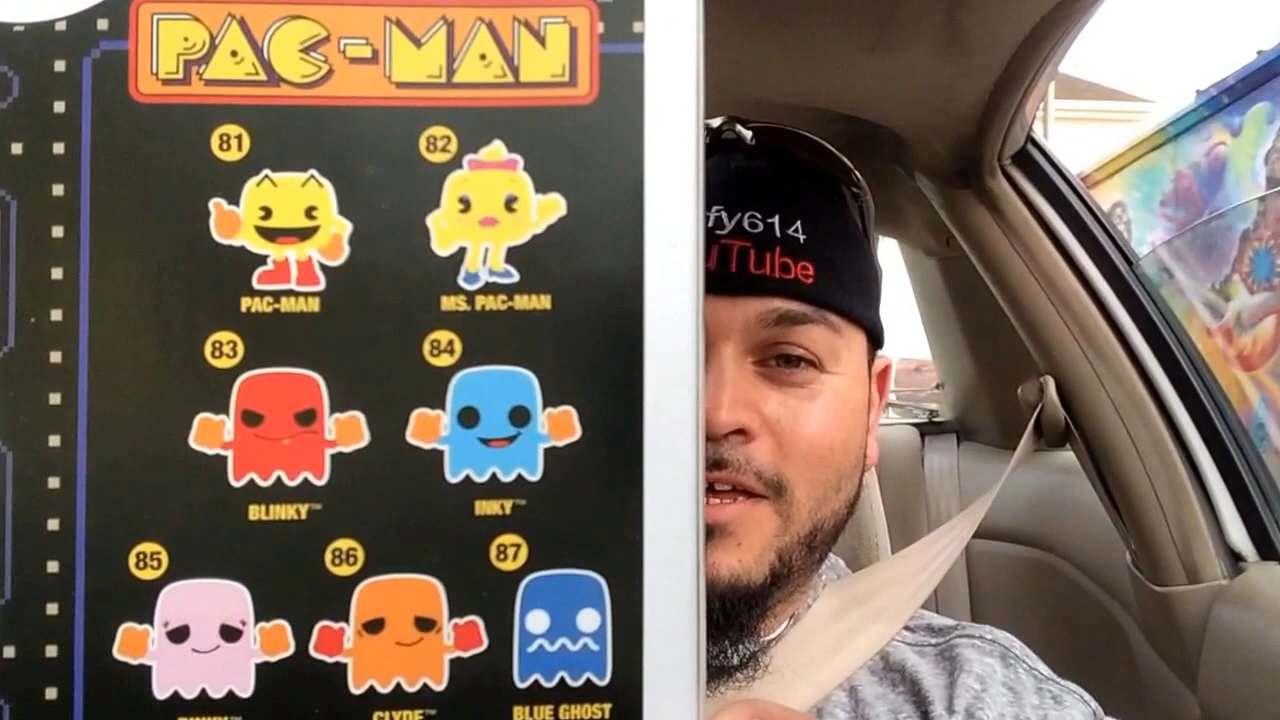 PAC-MAN
81 82
PAC-MAN MS. PAC-MAN
83 84
BLINKY™ INKY™
85 86 87
CLYDE™ BLUE GHOST
fy614
uTube